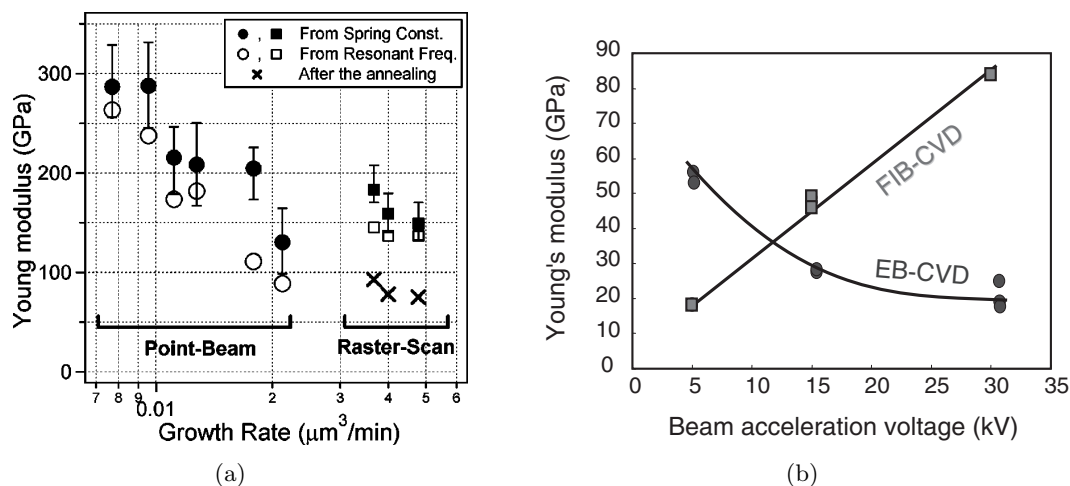 ● , ■ From Spring Const.
○ , □ From Resonant Freq.
× After the annealing
Young modulus (GPa)
300
200
100
0
Point-Beam
Raster-Scan
7 8 9 0.01 2 3 4 5 6
Growth Rate (μm³/min)
(a)
Young's modulus (GPa)
90
80
70
60
50
40
30
20
10
0
FIB-CVD
EB-CVD
0 5 10 15 20 25 30 35
Beam acceleration voltage (kV)
(b)